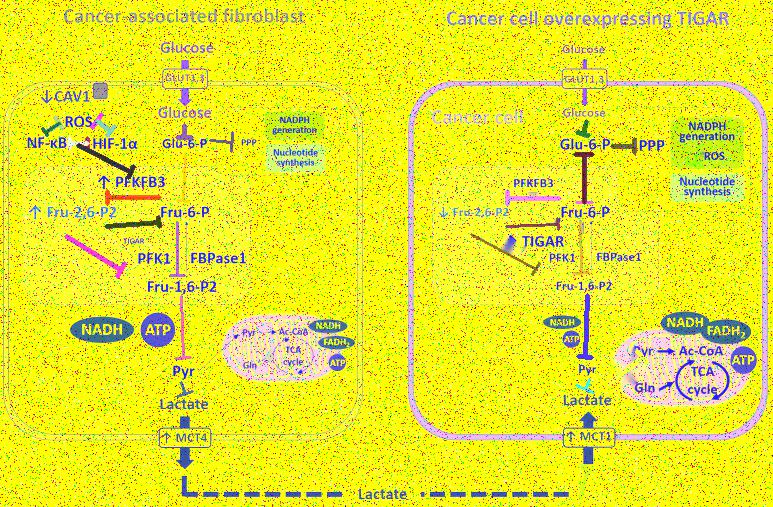 Cancer-associated fibroblast
Glucose
GLUT1,3
↓CAV1
Glucose
ROS
NF-κB
HIF-1α
Glu-6-P
PPP
NADPH
generation
Nucleotide
synthesis
↑ PFKFB3
↑ Fru-2,6-P2
Fru-6-P
TIGAR
PFK1
FBPase1
Fru-1,6-P2
NADH
ATP
Pyr
Ac-CoA
NADH
FADH2
TCA
cycle
Gln
ATP
Pyr
Lactate
↑ MCT4
Lactate
Cancer cell overexpressing TIGAR
Glucose
GLUT1,3
Glucose
Cancer cell
Glu-6-P
PPP
NADPH
generation
ROS
Nucleotide
synthesis
PFKFB3
↓ Fru-2,6-P2
Fru-6-P
TIGAR
PFK1
FBPase1
Fru-1,6-P2
NADH
ATP
NADH
FADH2
Pyr
Ac-CoA
ATP
TCA
cycle
Gln
Pyr
Lactate
↑ MCT1